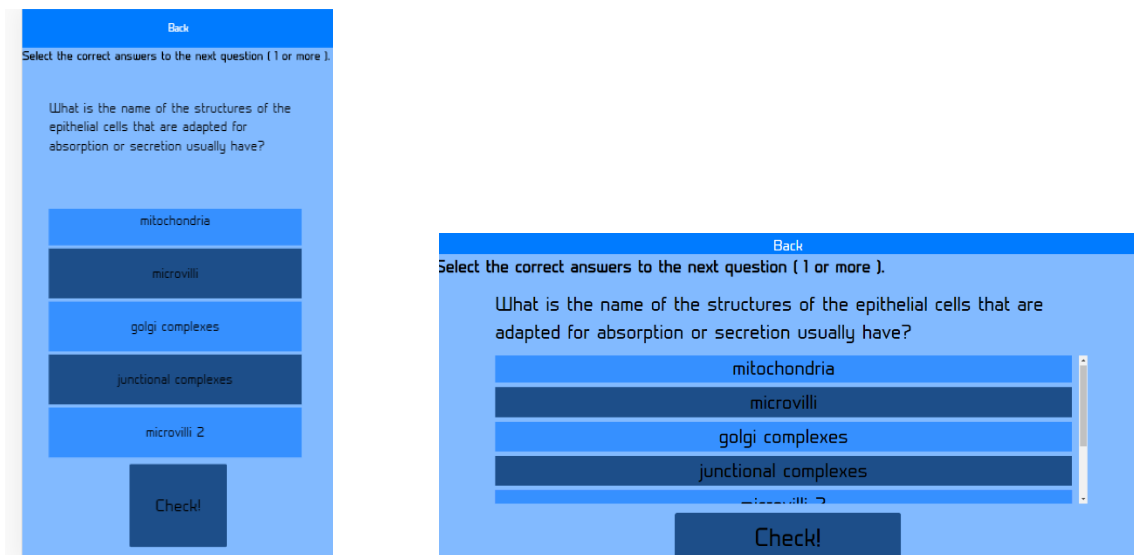 Back
Select the correct answers to the next question ( 1 or more ).
What is the name of the structures of the
epithelial cells that are adapted for
absorption or secretion usually have?
mitochondria
microvilli
golgi complexes
junctional complexes
microvilli 2
Check!
Back
Select the correct answers to the next question ( 1 or more ).
What is the name of the structures of the epithelial cells that are
adapted for absorption or secretion usually have?
mitochondria
microvilli
golgi complexes
junctional complexes
microvilli 2
Check!